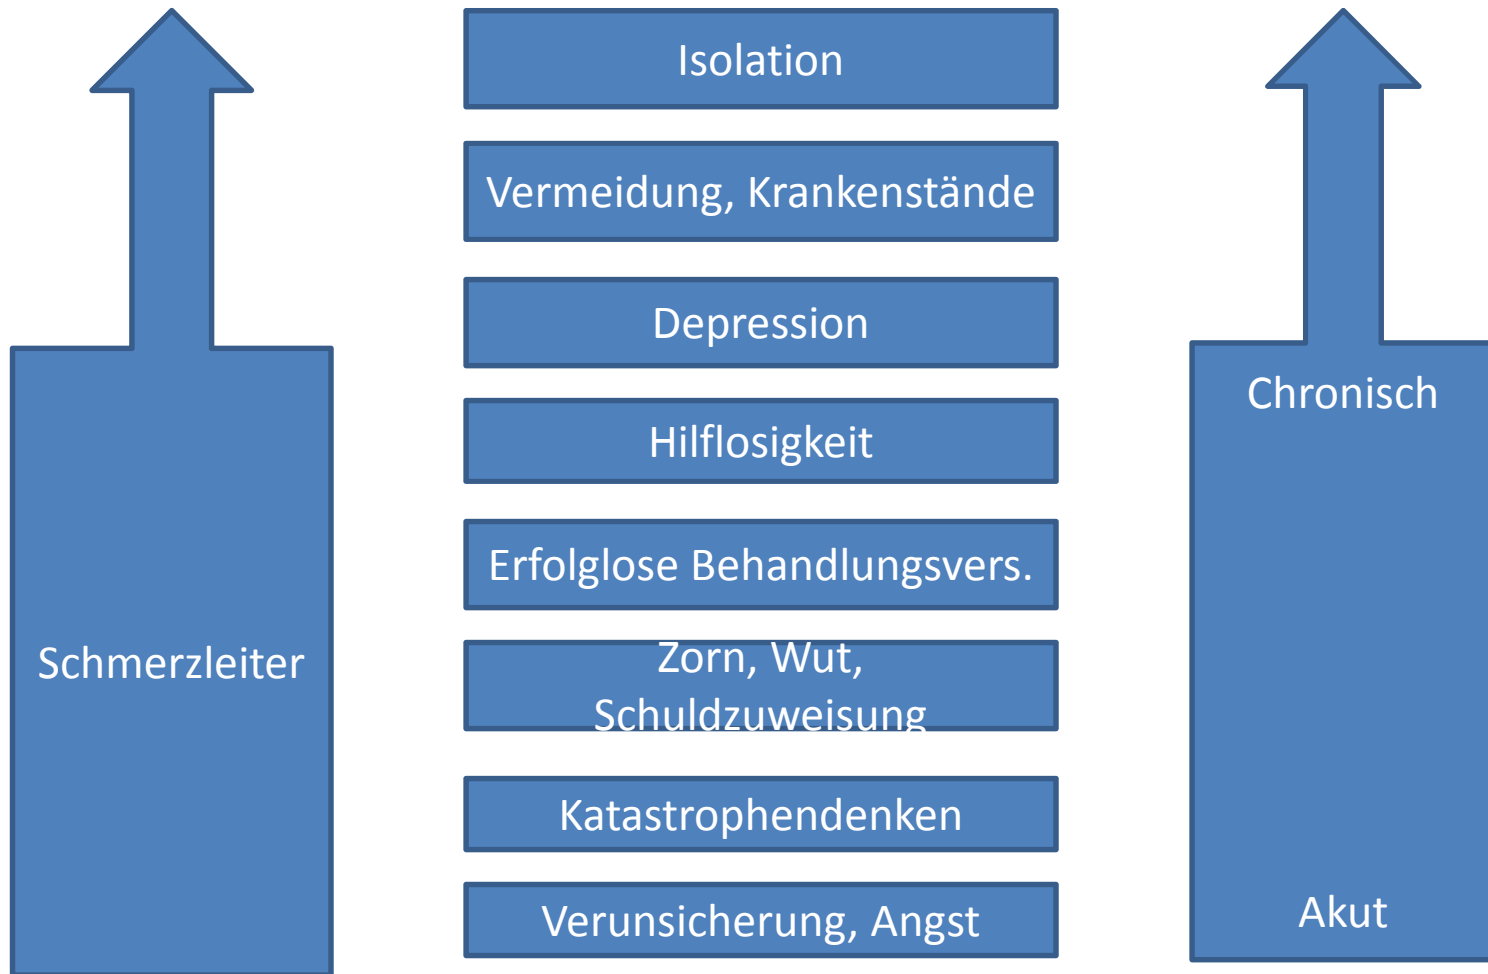 Isolation
Vermeidung, Krankenstände
Depression
Chronisch
Hilflosigkeit
Erfolglose Behandlungsvers.
Schmerzleiter
Zorn, Wut,
Schuldzuweisung
Katastrophendenken
Verunsicherung, Angst
Akut